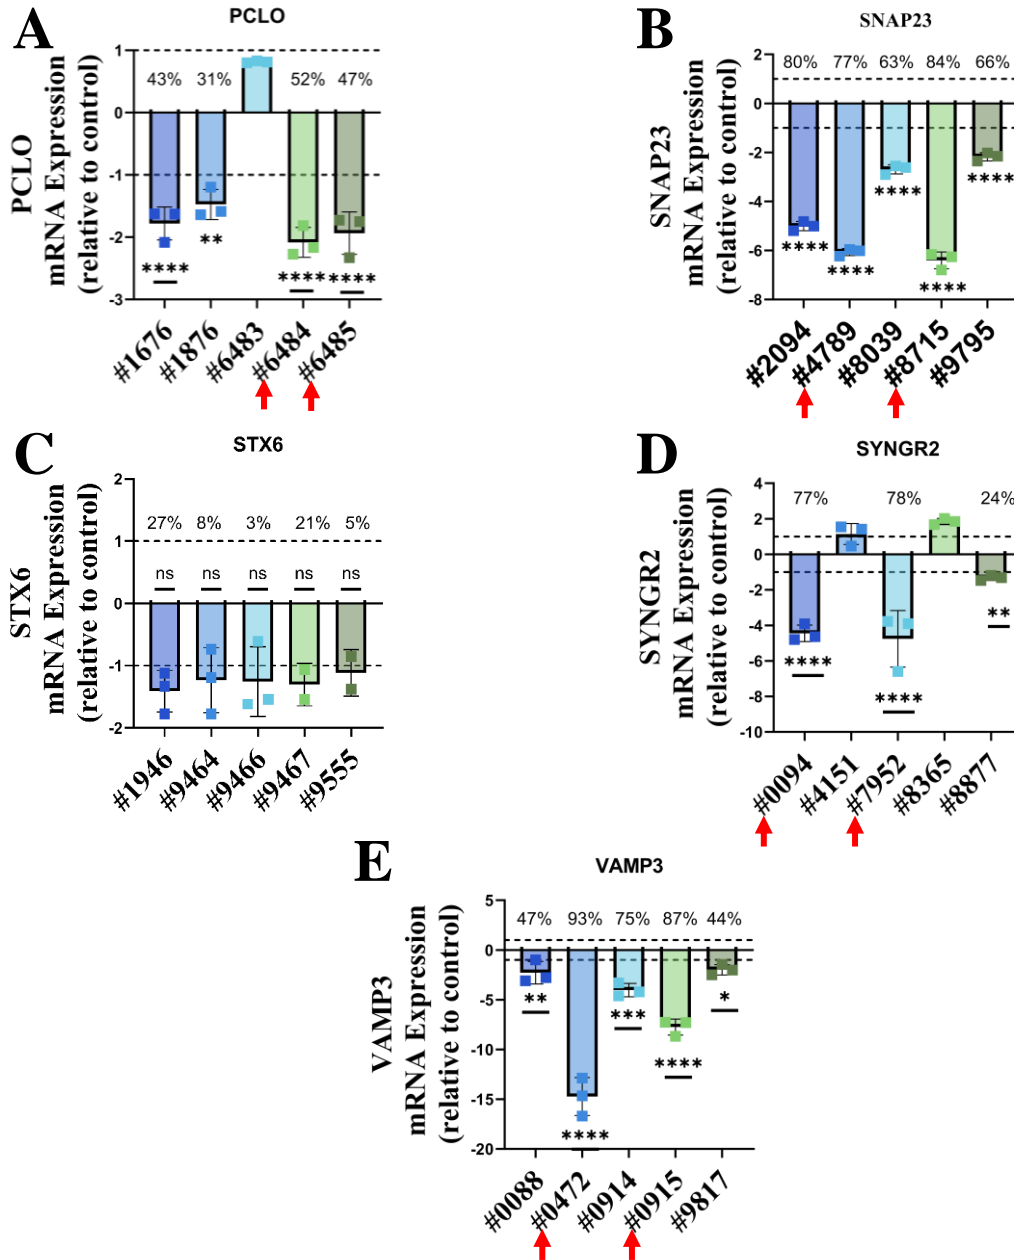 A
PCLO
PCLO
mRNA Expression
(relative to control)
1
0
-1
-2
-3
43% 31% 52% 47%
**** ** **** ****
#1676 #1876 #6483 #6484 #6485
B
SNAP23
SNAP23
mRNA Expression
(relative to control)
2
0
-2
-4
-6
-8
80% 77% 63% 84% 66%
**** **** **** **** ****
#2094 #4789 #8039 #8715 #9795
C
STX6
STX6
mRNA Expression
(relative to control)
2
1
0
-1
-2
27% 8% 3% 21% 5%
ns ns ns ns ns
#1946 #9464 #9466 #9467 #9555
D
SYNGR2
SYNGR2
mRNA Expression
(relative to control)
4
2
0
-2
-4
-6
-8
-10
77% 78% 24%
**** **** **
#0094 #4151 #7952 #8365 #8877
E
VAMP3
VAMP3
mRNA Expression
(relative to control)
5
0
-5
-10
-15
-20
47% 93% 75% 87% 44%
** **** *** **** *
#0088 #0472 #0914 #0915 #9817